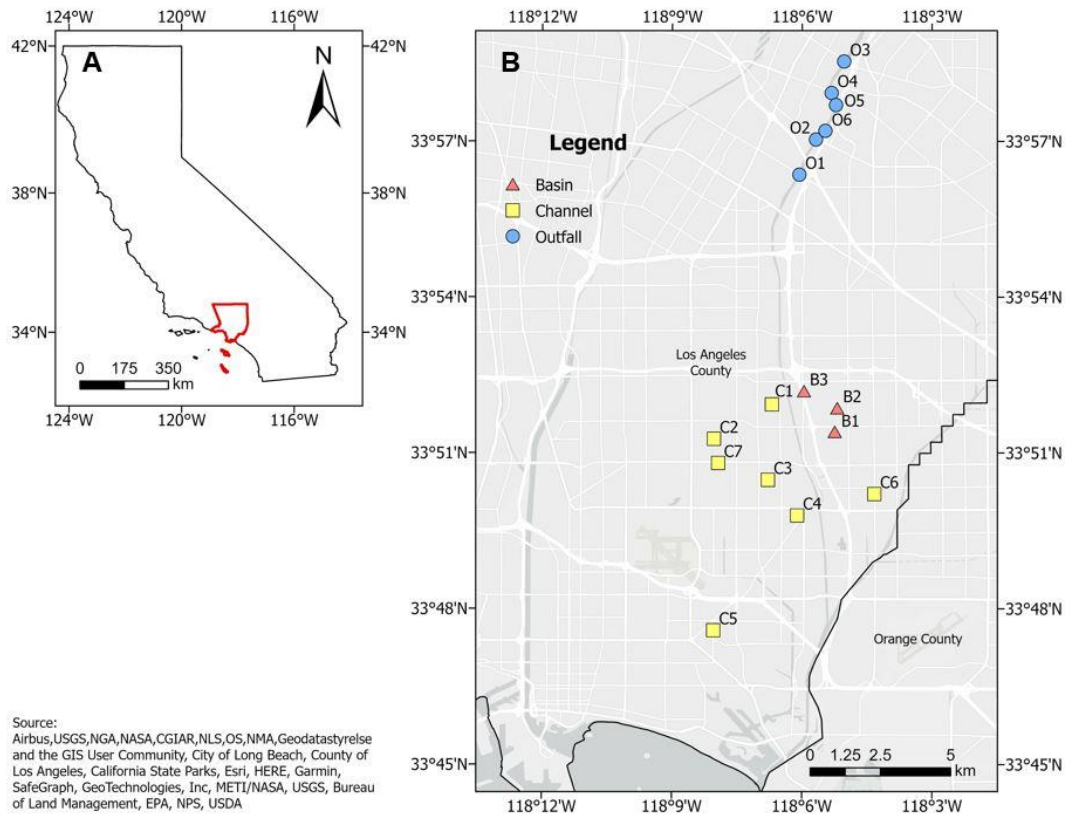 124°W 120°W 116°W
42°N 42°N
A
N
38°N 38°N
34°N 34°N
0 175 350
km
124°W 120°W 116°W
118°12'W 118°9'W 118°6'W 118°3'W
B
O3
O4
O5
O6
O2
O1
33°57'N 33°57'N
Legend
Basin
Channel
Outfall
33°54'N 33°54'N
Los Angeles
County
B3
C1
B2
B1
C2
C7
33°51'N 33°51'N
C3
C6
C4
33°48'N 33°48'N
C5
Orange County
0 1.25 2.5 5
km
33°45'N 33°45'N
118°12'W 118°9'W 118°6'W 118°3'W
Source:
Airbus,USGS,NGA,NASA,CGIAR,NLS,OS,NMA,Geodatastyrelse
and the GIS User Community, City of Long Beach, County of
Los Angeles, California State Parks, Esri, HERE, Garmin,
SafeGraph, GeoTechnologies, Inc, METI/NASA, USGS, Bureau
of Land Management, EPA, NPS, USDA